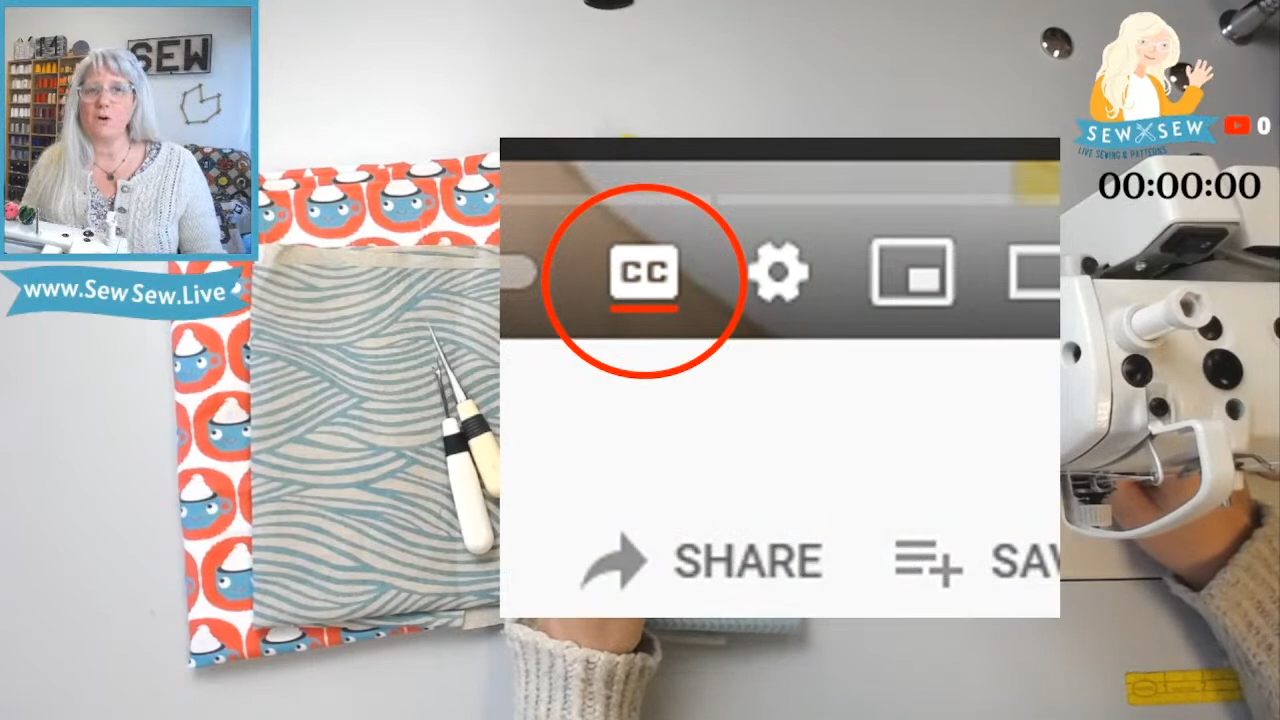 SEW
SEW SEW
LIVE SEWING & PATTERNS
0
00:00:00
www.SewSew.Live
CC
SHARE
SAV